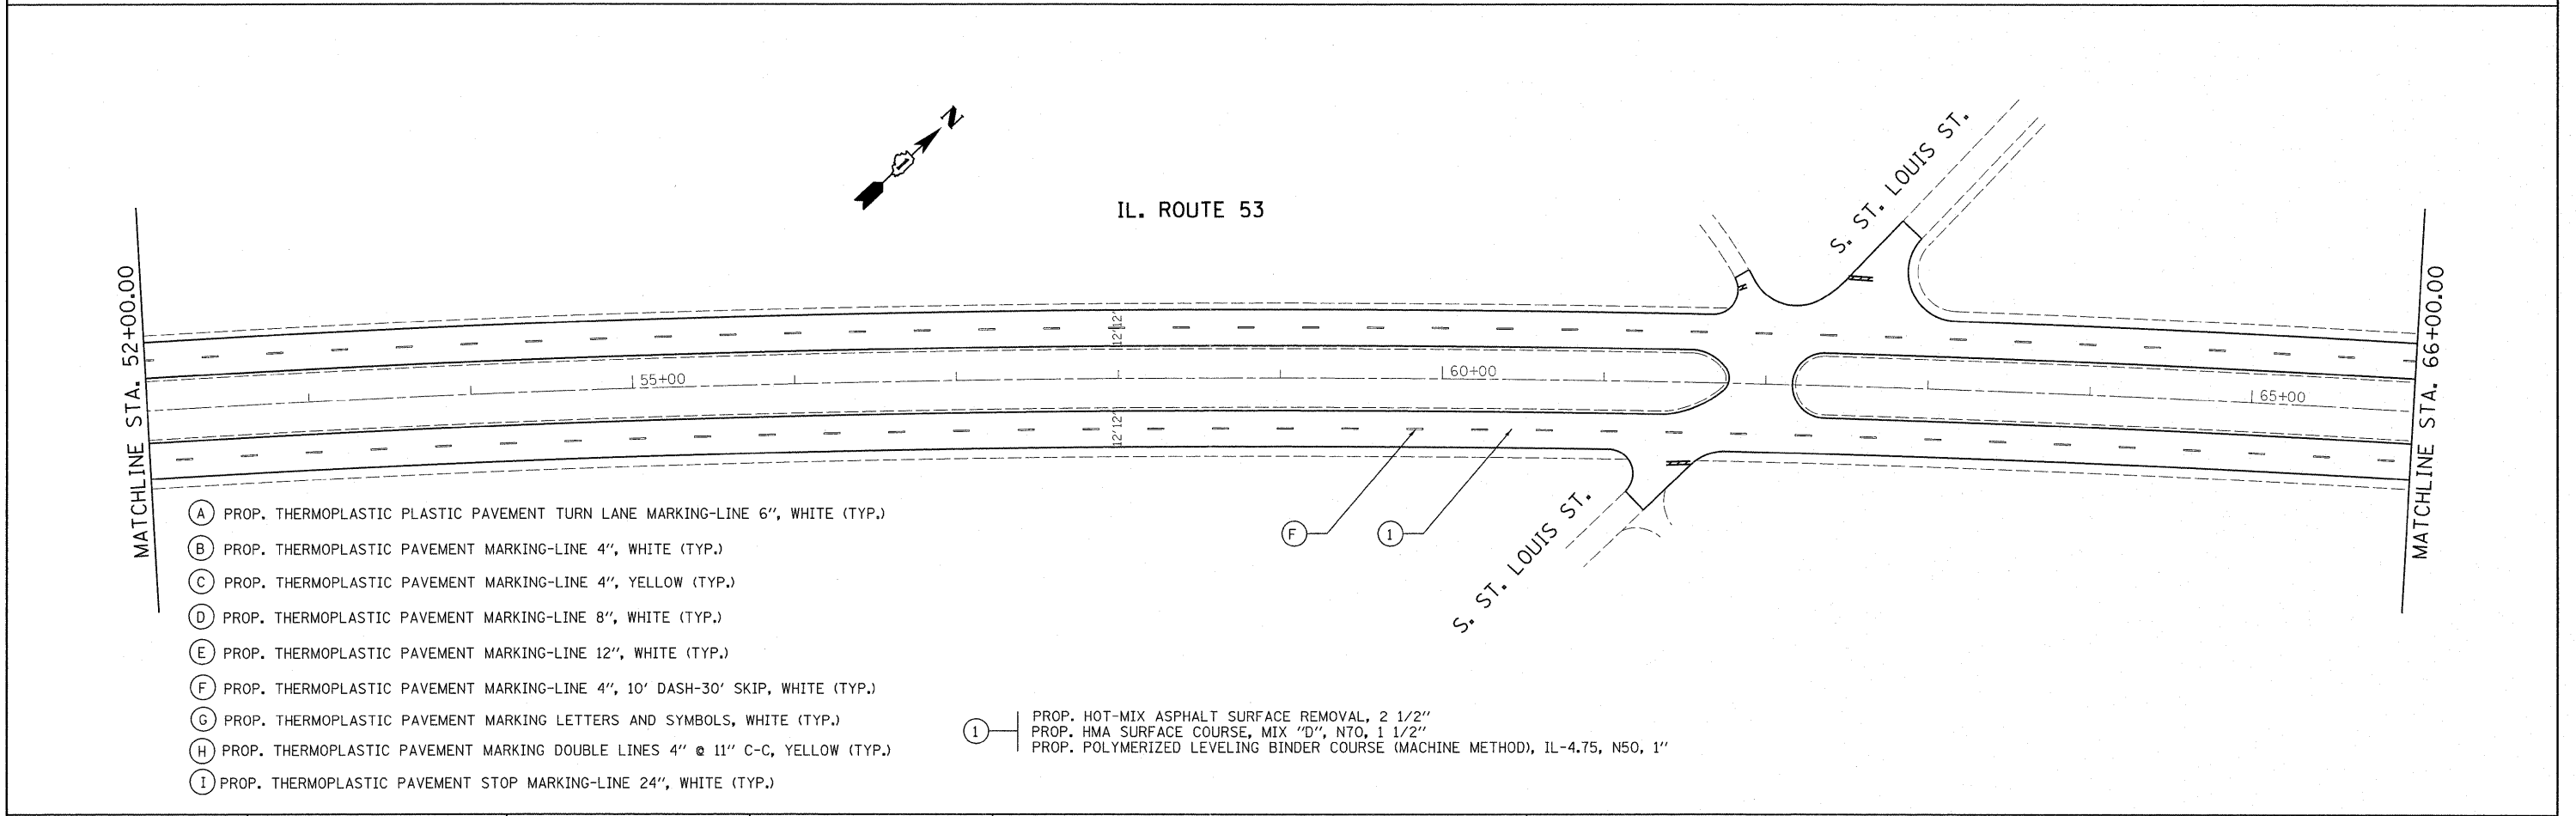 N
IL. ROUTE 53
S. ST. LOUIS ST.
MATCHLINE STA. 52+00.00
MATCHLINE STA. 66+00.00
12' 12'
55+00
60+00
65+00
12' 12'
F
1
S. ST. LOUIS ST.
A PROP. THERMOPLASTIC PLASTIC PAVEMENT TURN LANE MARKING-LINE 6", WHITE (TYP.)
B PROP. THERMOPLASTIC PAVEMENT MARKING-LINE 4", WHITE (TYP.)
C PROP. THERMOPLASTIC PAVEMENT MARKING-LINE 4", YELLOW (TYP.)
D PROP. THERMOPLASTIC PAVEMENT MARKING-LINE 8", WHITE (TYP.)
E PROP. THERMOPLASTIC PAVEMENT MARKING-LINE 12", WHITE (TYP.)
F PROP. THERMOPLASTIC PAVEMENT MARKING-LINE 4", 10' DASH-30' SKIP, WHITE (TYP.)
G PROP. THERMOPLASTIC PAVEMENT MARKING LETTERS AND SYMBOLS, WHITE (TYP.)
H PROP. THERMOPLASTIC PAVEMENT MARKING DOUBLE LINES 4" @ 11" C-C, YELLOW (TYP.)
I PROP. THERMOPLASTIC PAVEMENT STOP MARKING-LINE 24", WHITE (TYP.)
1 PROP. HOT-MIX ASPHALT SURFACE REMOVAL, 2 1/2"
PROP. HMA SURFACE COURSE, MIX "D", N70, 1 1/2"
PROP. POLYMERIZED LEVELING BINDER COURSE (MACHINE METHOD), IL-4.75, N50, 1"